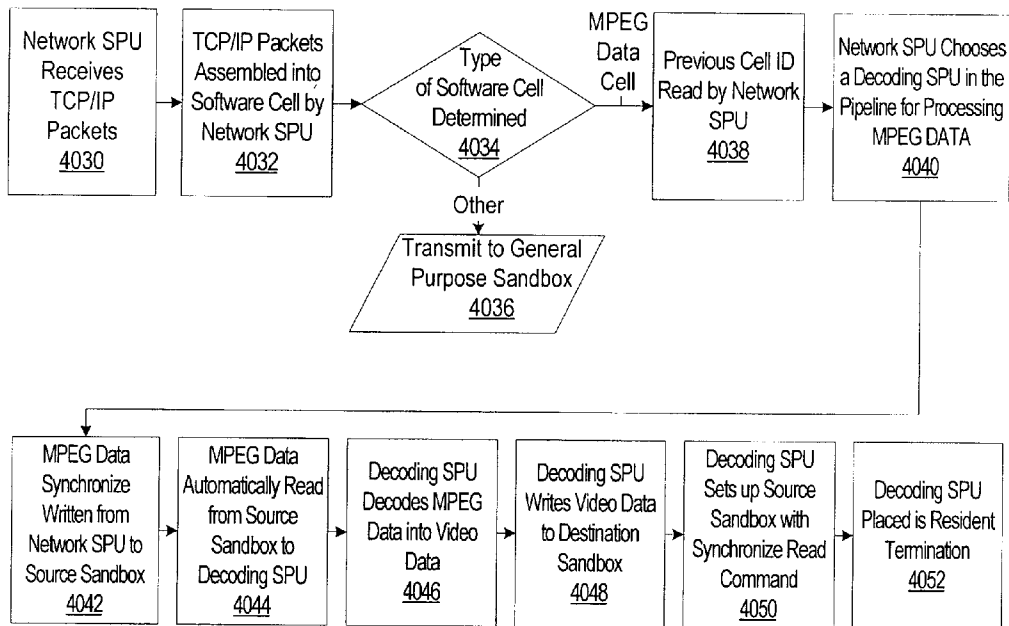 Network SPU
Receives
TCP/IP
Packets
4030
TCP/IP Packets
Assembled into
Software Cell by
Network SPU
4032
Type
of Software Cell
Determined
4034
MPEG
Data
Cell
Other
Transmit to General
Purpose Sandbox
4036
Previous Cell ID
Read by Network
SPU
4038
Network SPU Chooses
a Decoding SPU in the
Pipeline for Processing
MPEG DATA
4040
MPEG Data
Synchronize
Written from
Network SPU to
Source Sandbox
4042
MPEG Data
Automatically Read
from Source
Sandbox to
Decoding SPU
4044
Decoding SPU
Decodes MPEG
Data into Video
Data
4046
Decoding SPU
Writes Video Data
to Destination
Sandbox
4048
Decoding SPU
Sets up Source
Sandbox with
Synchronize Read
Command
4050
Decoding SPU
Placed is Resident
Termination
4052